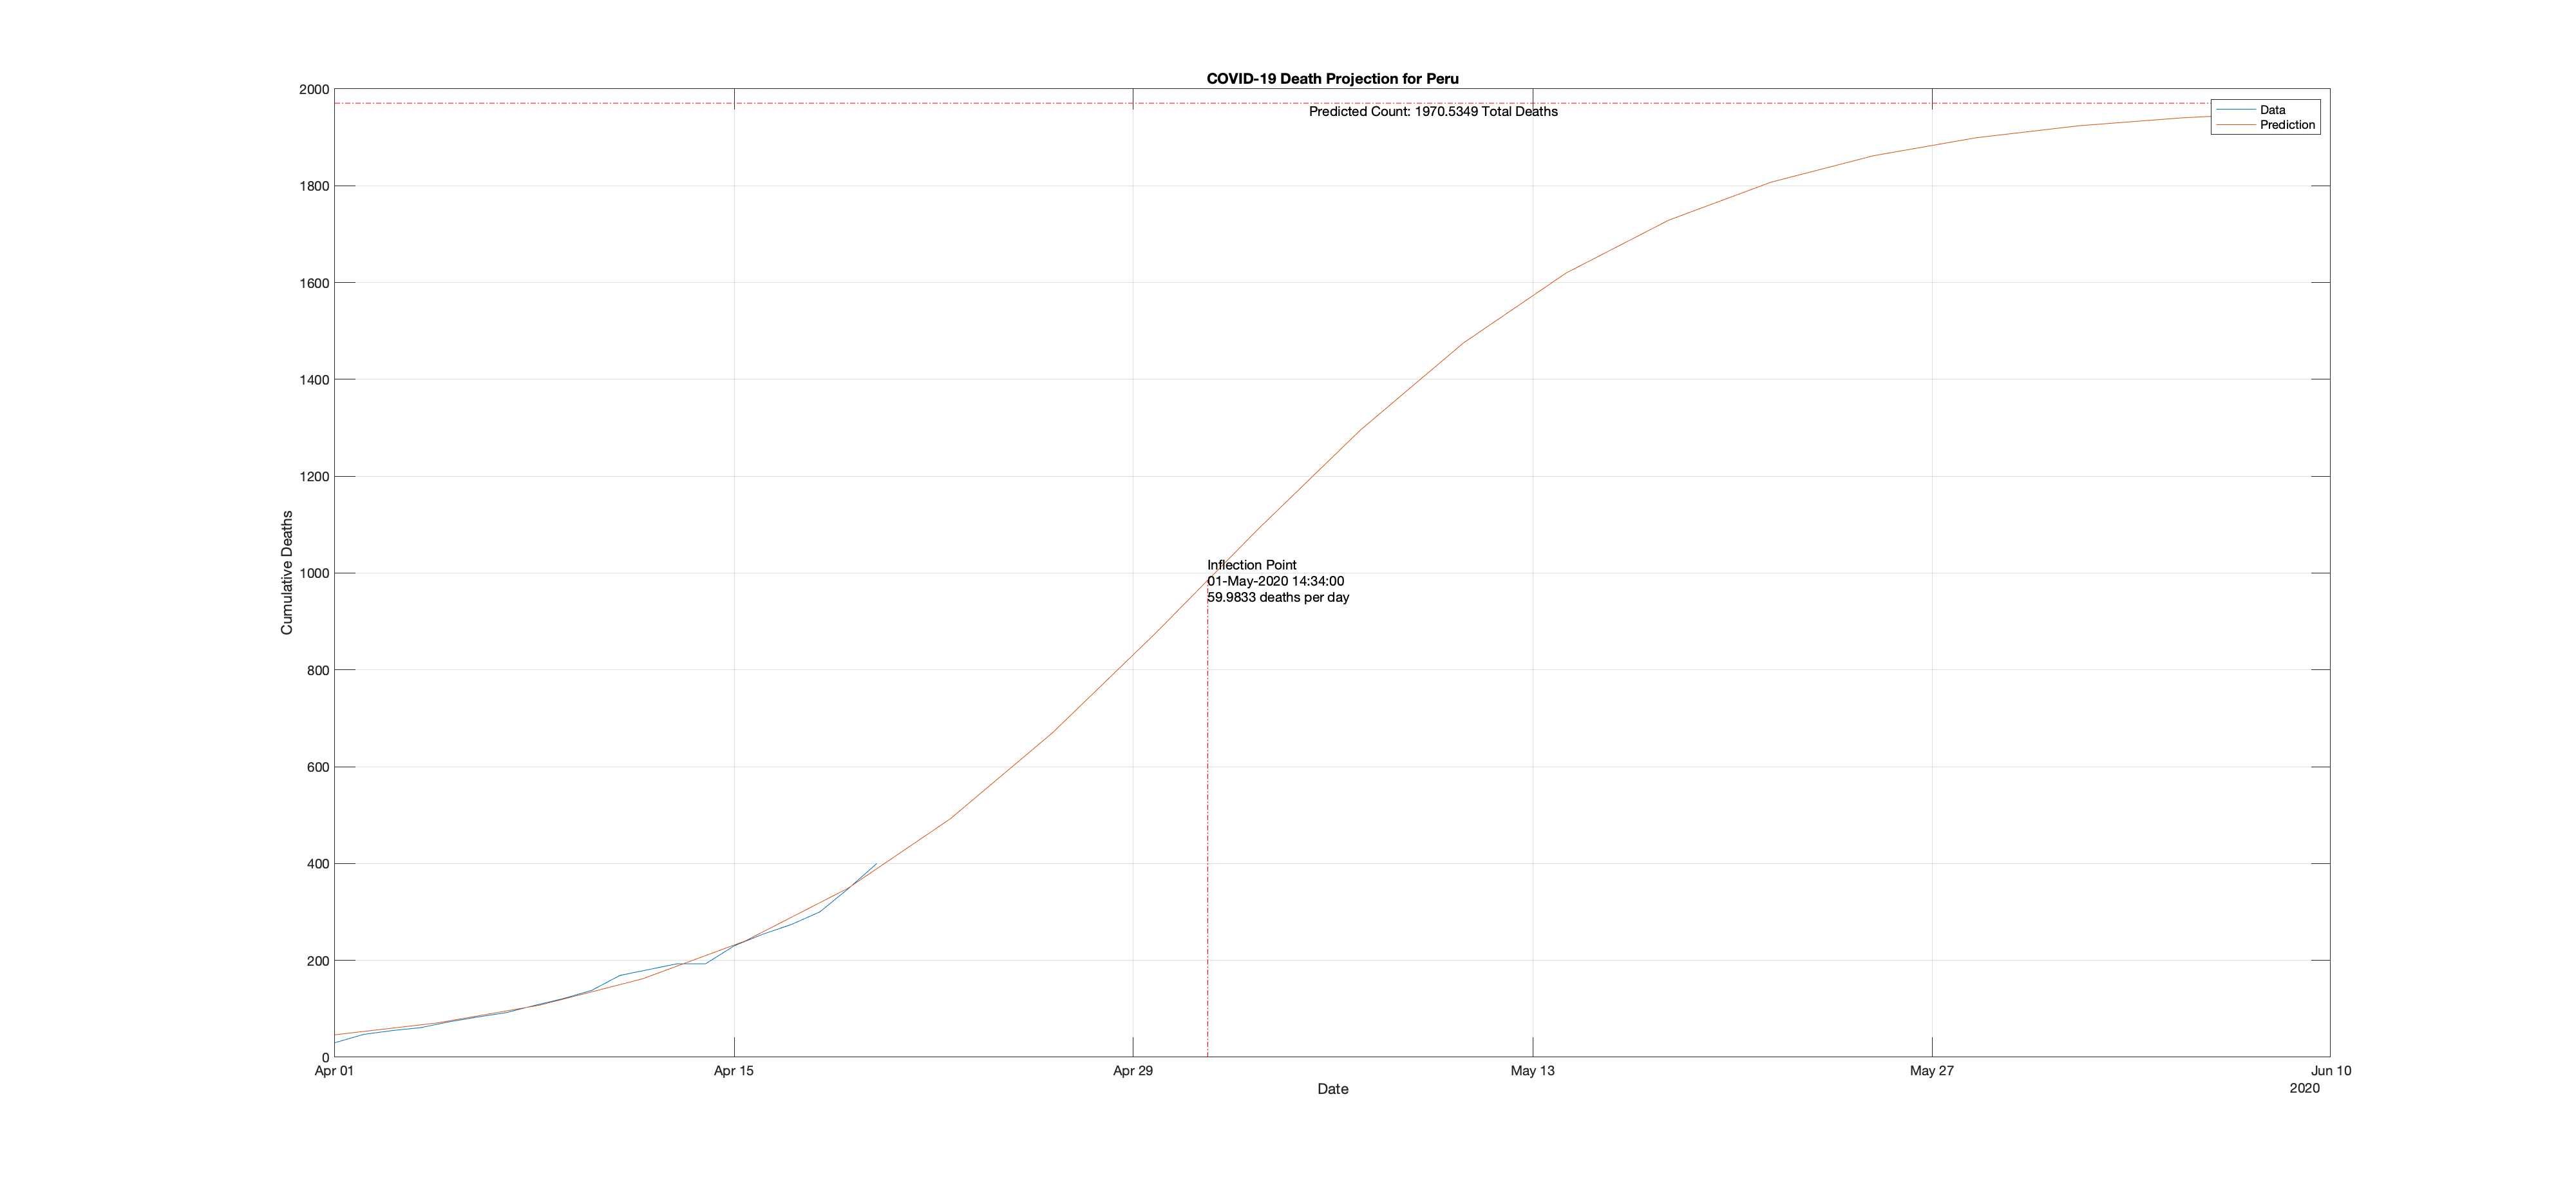 COVID-19 Death Projection for Peru
2000
1800
1600
1400
1200
1000
800
600
400
200
0
Cumulative Deaths
Predicted Count: 1970.5349 Total Deaths
Data
Prediction
Inflection Point
01-May-2020 14:34:00
59.9833 deaths per day
Apr 01
Apr 15
Apr 29
May 13
May 27
Jun 10
Date
2020